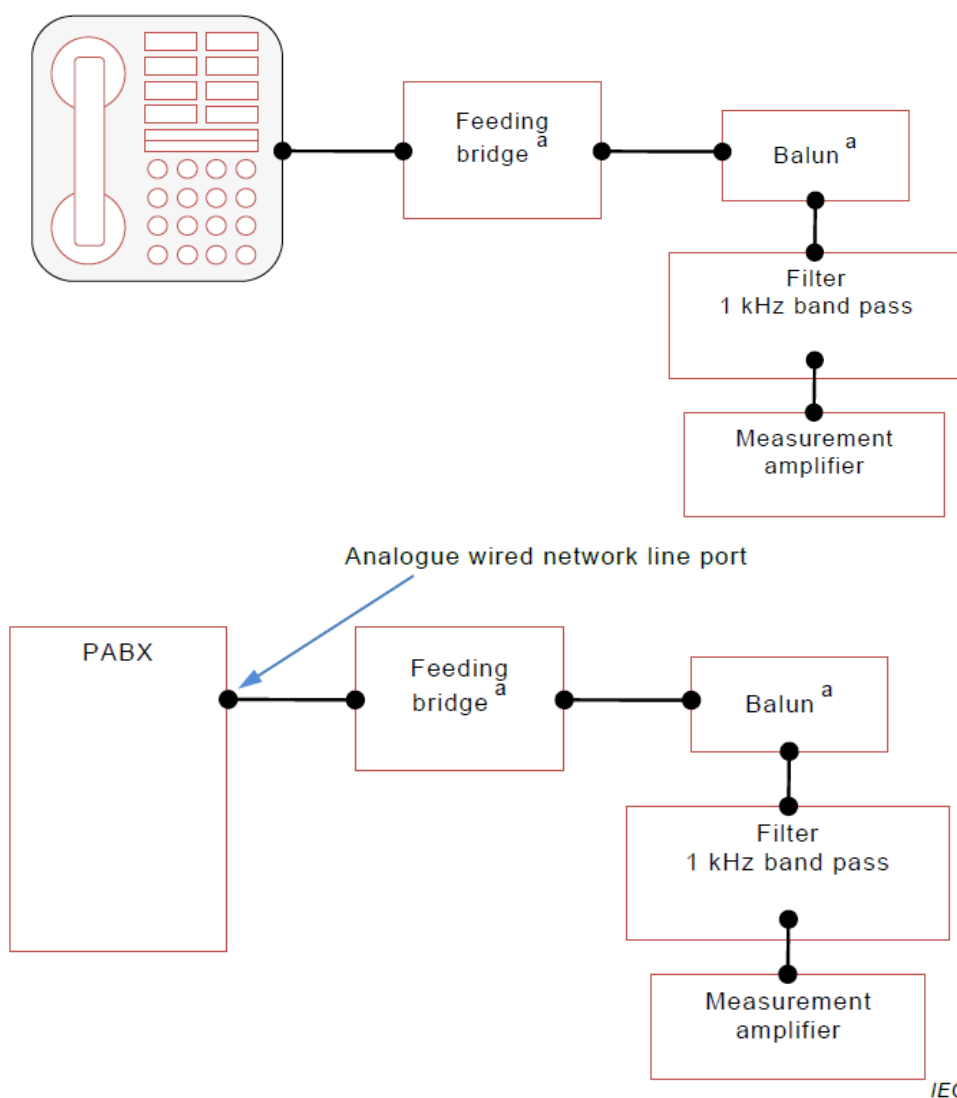 Feeding
bridge a
Balun a
Filter
1 kHz band pass
Measurement
amplifier
Analogue wired network line port
PABX
Feeding
bridge a
Balun a
Filter
1 kHz band pass
Measurement
amplifier
IEC